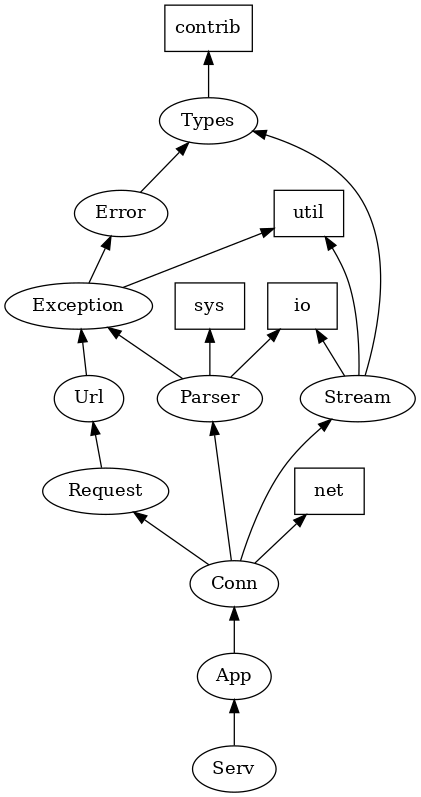 contrib
Types
Error
util
Exception
sys
io
Url
Parser
Stream
Request
net
Conn
App
Serv